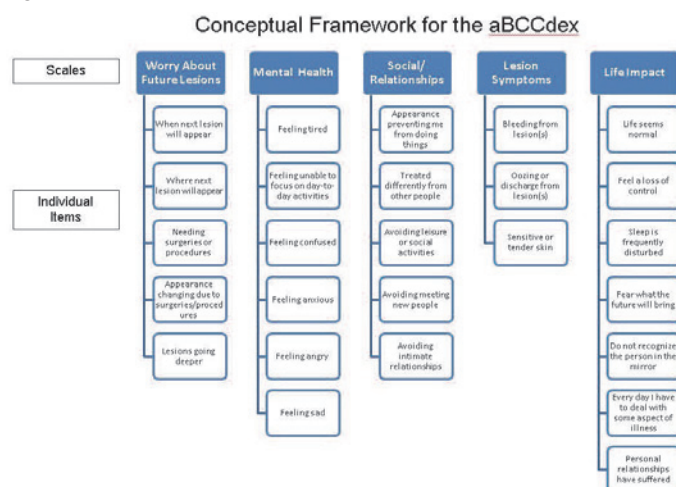 Conceptual Framework for the aBCCdex
Scales
Worry About
Future Lesions
Mental Health
Social/
Relationships
Lesion
Symptoms
Life Impact
Individual
Items
When next lesion
will appear
Where next
lesion will appear
Needing
surgeries or
procedures
Appearance
changing due to
surgeries/proced
ures
Lesions going
deeper
Feeling tired
Feeling unable to
focus on day-to-
day activities
Feeling confused
Feeling anxious
Feeling angry
Feeling sad
Appearance
preventing me
from doing
things
Treated
differently from
other people
Avoiding leisure
or social
activities
Avoiding meeting
new people
Avoiding
intimate
relationships
Bleeding from
lesion(s)
Oozing or
discharge from
lesion(s)
Sensitive or
tender skin
Life seems
normal
Feel a loss of
control
Sleep is
frequently
disturbed
Fear what the
future will bring
Do not recognize
the person in the
mirror
Every day I have
to deal with
some aspect of
illness
Personal
relationships
have suffered